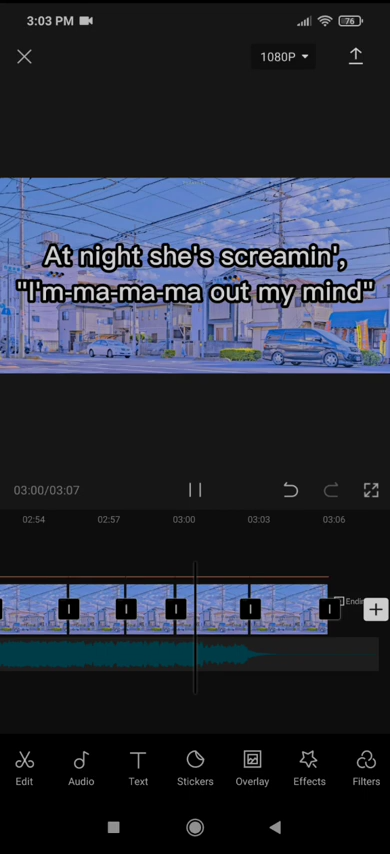 3:03 PM
76
1080P
At night she's screamin',
"I'm-ma-ma-ma out my mind"
03:00/03:07
02:54 02:57 03:00 03:03 03:06
Edit Audio Text Stickers Overlay Effects Filters